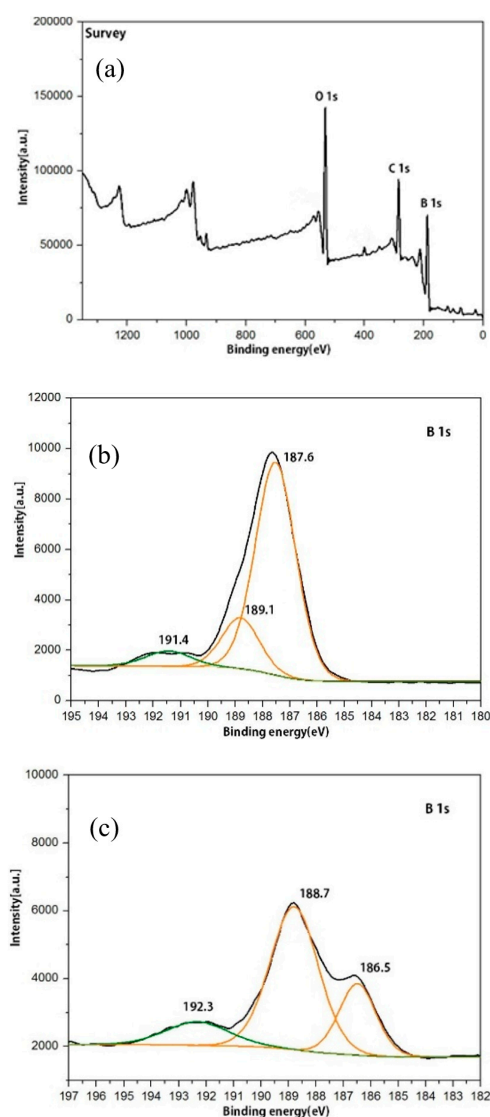 Survey
(a)
O 1s
C 1s
B 1s
200000
150000
100000
50000
0
Intensity[a.u.]
1200 1000 800 600 400 200 0
Binding energy(eV)
(b)
B 1s
187.6
189.1
191.4
12000
10000
8000
6000
4000
2000
0
Intensity[a.u.]
195 194 193 192 191 190 189 188 187 186 185 184 183 182 181 180
Binding energy(eV)
(c)
B 1s
188.7
186.5
192.3
10000
8000
6000
4000
2000
Intensity[a.u.]
197 196 195 194 193 192 191 190 189 188 187 186 185 184 183 182
Binding energy(eV)